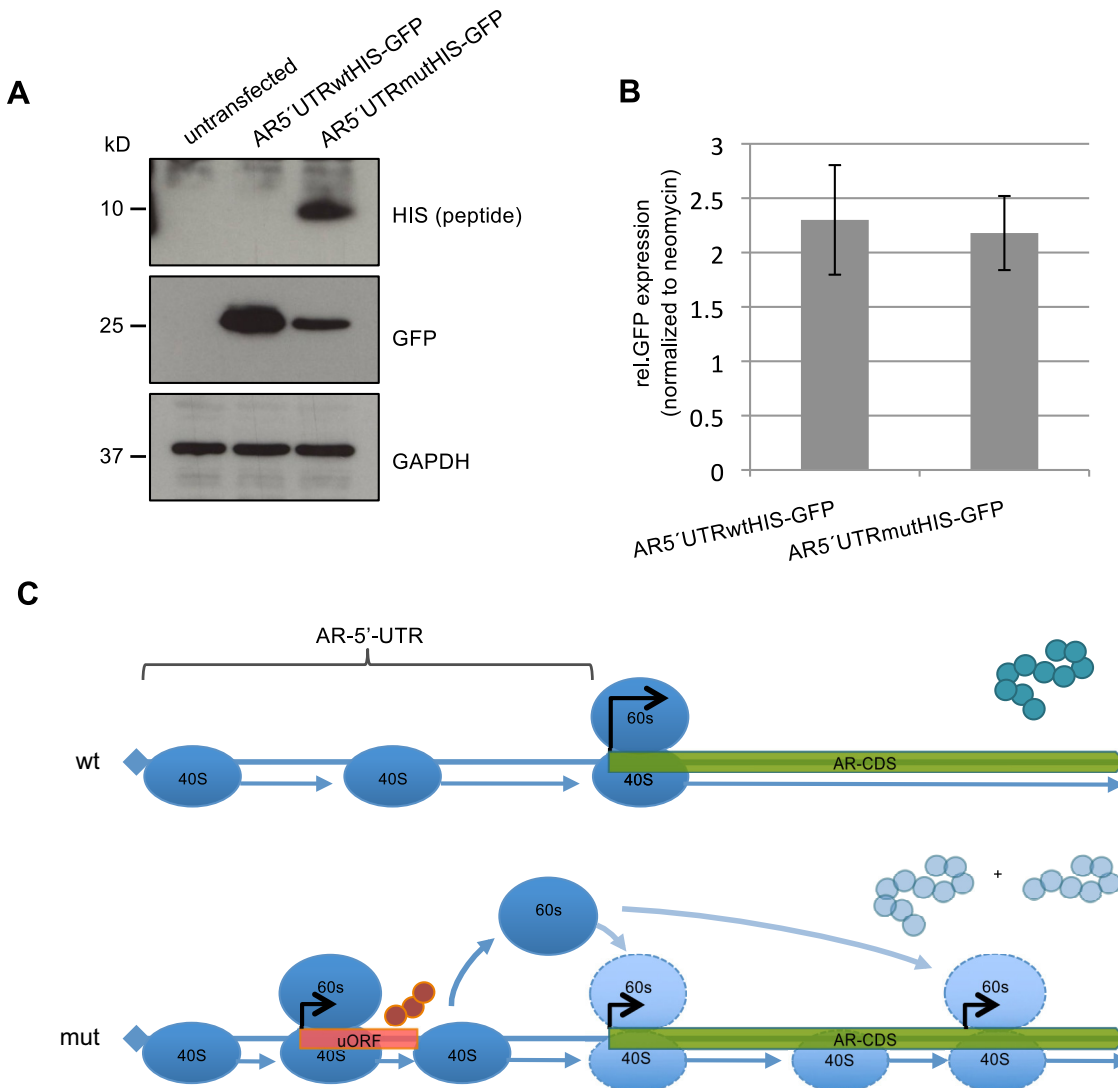 A
untransfected
AR5´UTRwtHIS-GFP
AR5´UTRmutHIS-GFP
kD
10
HIS (peptide)
25
GFP
37
GAPDH
B
rel.GFP expression
(normalized to neomycin)
3
2.5
2
1.5
1
0.5
0
AR5´UTRwtHIS-GFP
AR5´UTRmutHIS-GFP
C
AR-5’-UTR
wt
40S
40S
60s
40S
AR-CDS
+
60s
mut
40S
60s
40S
uORF
40S
60s
40S
40S
AR-CDS
60s
40S